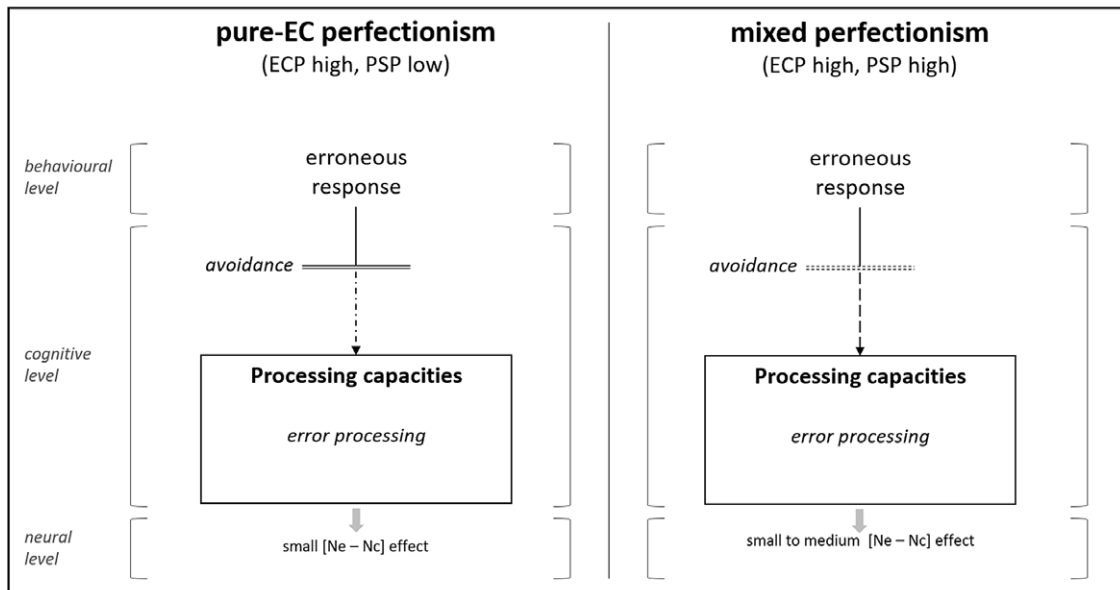 pure-EC perfectionism
(ECP high, PSP low)
behavioural
level
erroneous
response
avoidance
cognitive
level
Processing capacities
error processing
neural
level
small [Ne – Nc] effect
mixed perfectionism
(ECP high, PSP high)
erroneous
response
avoidance
Processing capacities
error processing
small to medium [Ne – Nc] effect